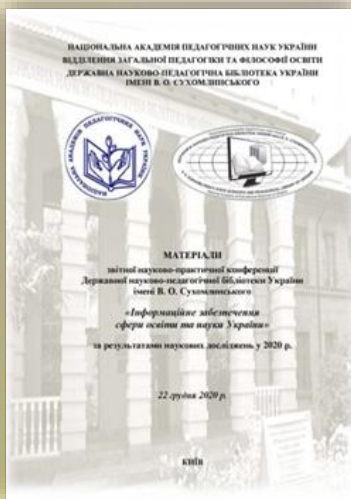 НАЦІОНАЛЬНА АКАДЕМІЯ ПЕДАГОГІЧНИХ НАУК УКРАЇНИ
ВІДДІЛЕННЯ ЗАГАЛЬНОЇ ПЕДАГОГІКИ ТА ФІЛОСОФІЇ ОСВІТИ
ДЕРЖАВНА НАУКОВО-ПЕДАГОГІЧНА БІБЛІОТЕКА УКРАЇНИ
ІМЕНІ В. О. СУХОМЛИНСЬКОГО
МАТЕРІАЛИ
звітної науково-практичної конференції
Державної науково-педагогічної бібліотеки України
імені В. О. Сухомлинського
«Інформаційне забезпечення
сфери освіти та науки України»
за результатами наукових досліджень у 2020 р.
22 грудня 2020 р.
КИЇВ